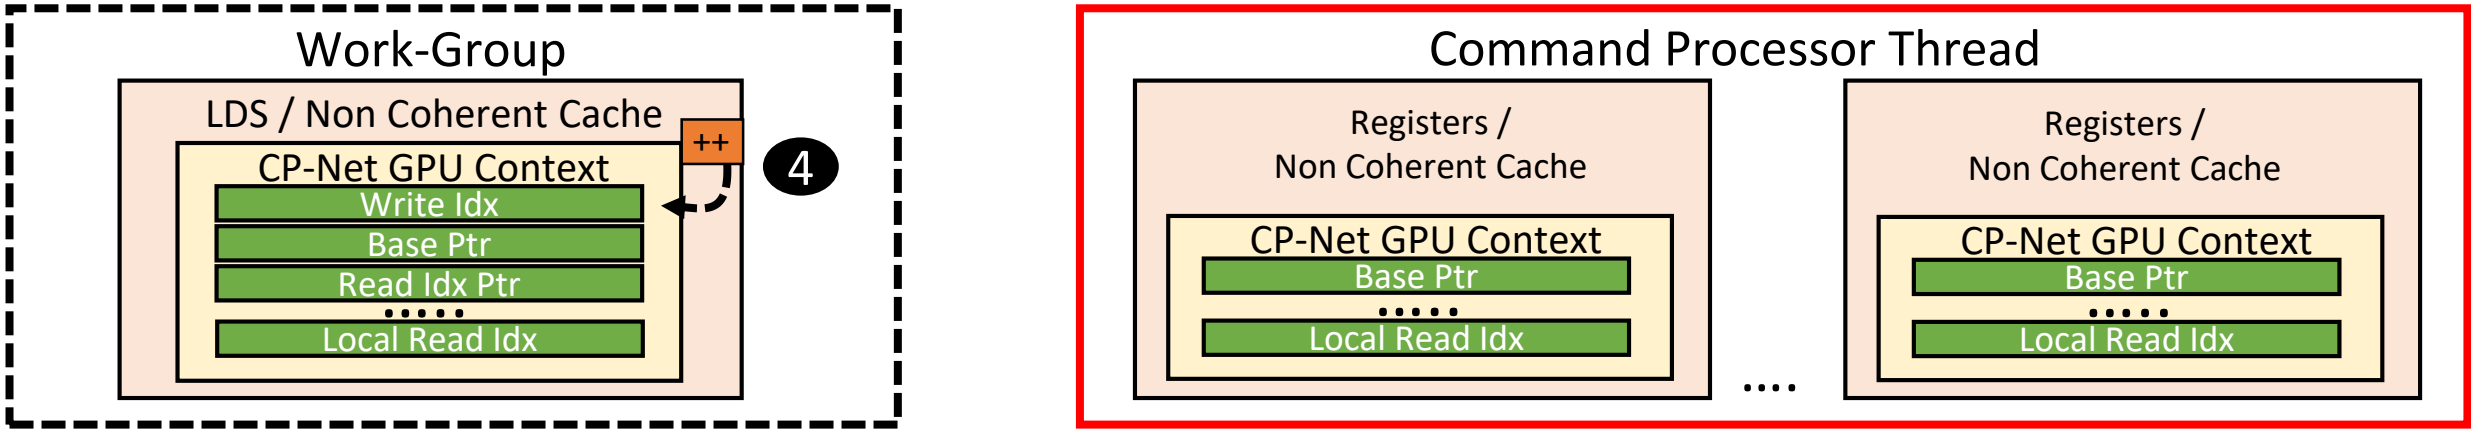 Work-Group
LDS / Non Coherent Cache
++
4
CP-Net GPU Context
Write Idx
Base Ptr
Read Idx Ptr
.....
Local Read Idx
Command Processor Thread
Registers /
Non Coherent Cache
CP-Net GPU Context
Base Ptr
.....
Local Read Idx
....
Registers /
Non Coherent Cache
CP-Net GPU Context
Base Ptr
.....
Local Read Idx